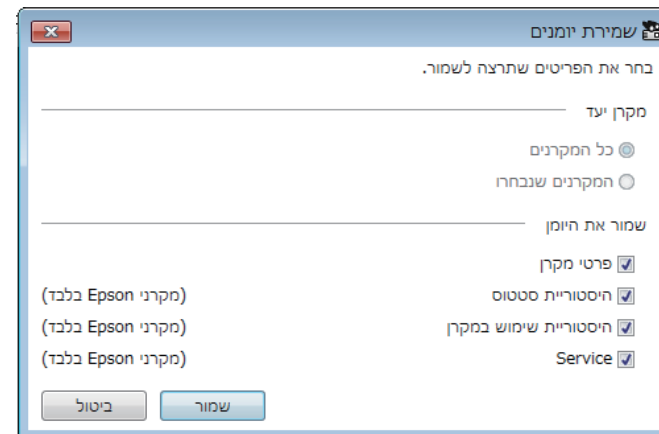 שמירת יומנים
בחר את הפריטים שתרצה לשמור.
מקרן יעד
כל המקרנים
המקרנים שנבחרו
שמור את היומן
פרטי מקרן
היסטוריית סטטוס (מקרני Epson בלבד)
היסטוריית שימוש במקרן (מקרני Epson בלבד)
Service (מקרני Epson בלבד)
שמור ביטול